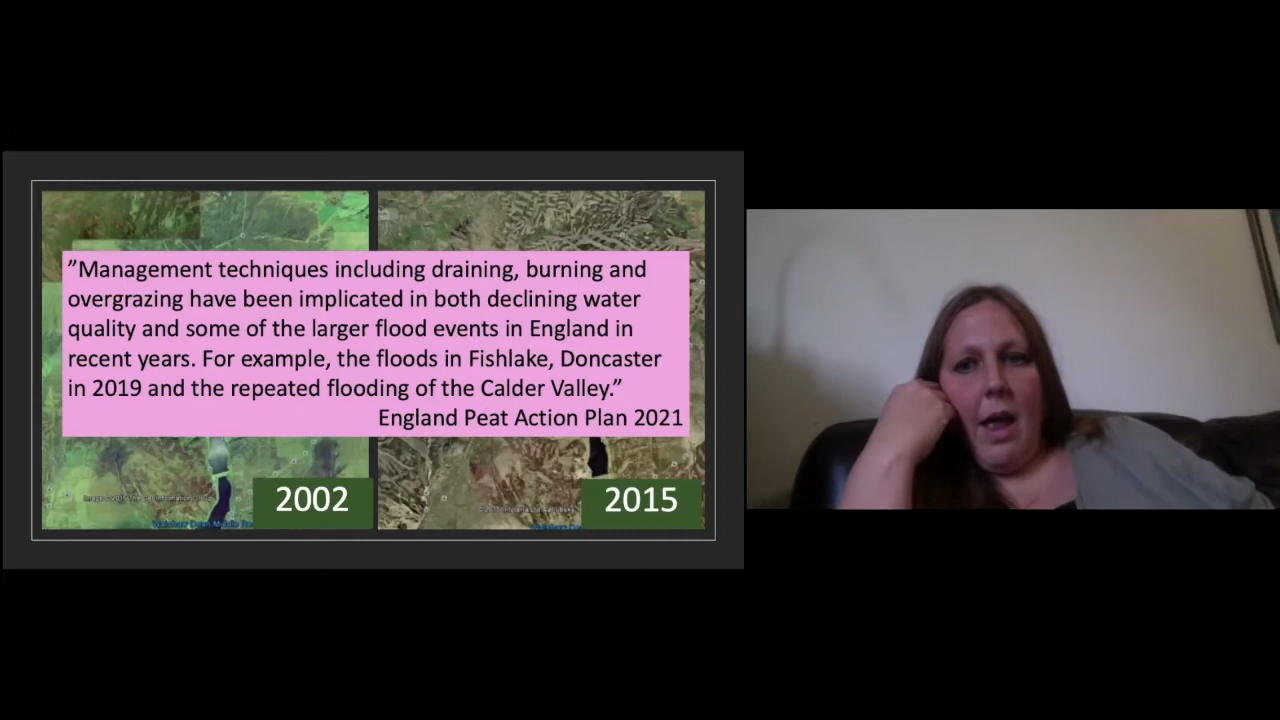 ”Management techniques including draining, burning and
overgrazing have been implicated in both declining water
quality and some of the larger flood events in England in
recent years. For example, the floods in Fishlake, Doncaster
in 2019 and the repeated flooding of the Calder Valley.”
England Peat Action Plan 2021
2002
2015